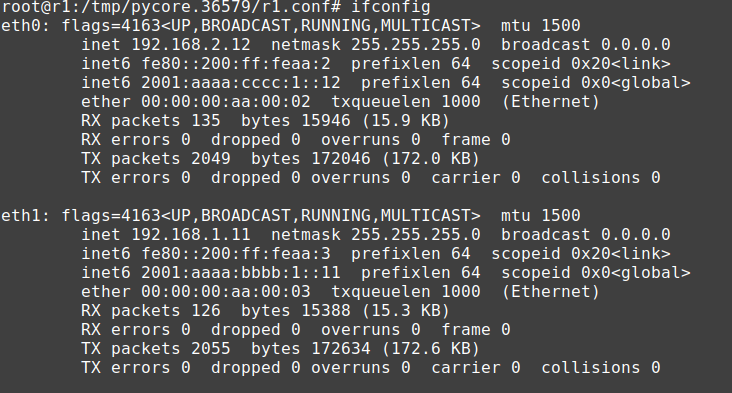 root@r1:/tmp/pycore.36579/r1.conf# ifconfig
eth0: flags=4163<UP,BROADCAST,RUNNING,MULTICAST>  mtu 1500
        inet 192.168.2.12  netmask 255.255.255.0  broadcast 0.0.0.0
        inet6 fe80::200:ff:feaa:2  prefixlen 64  scopeid 0x20<link>
        inet6 2001:aaaa:cccc:1::12  prefixlen 64  scopeid 0x0<global>
        ether 00:00:00:aa:00:02  txqueuelen 1000  (Ethernet)
        RX packets 135  bytes 15946 (15.9 KB)
        RX errors 0  dropped 0  overruns 0  frame 0
        TX packets 2049  bytes 172046 (172.0 KB)
        TX errors 0  dropped 0 overruns 0  carrier 0  collisions 0

eth1: flags=4163<UP,BROADCAST,RUNNING,MULTICAST>  mtu 1500
        inet 192.168.1.11  netmask 255.255.255.0  broadcast 0.0.0.0
        inet6 fe80::200:ff:feaa:3  prefixlen 64  scopeid 0x20<link>
        inet6 2001:aaaa:bbbb:1::11  prefixlen 64  scopeid 0x0<global>
        ether 00:00:00:aa:00:03  txqueuelen 1000  (Ethernet)
        RX packets 126  bytes 15388 (15.3 KB)
        RX errors 0  dropped 0  overruns 0  frame 0
        TX packets 2055  bytes 172634 (172.6 KB)
        TX errors 0  dropped 0 overruns 0  carrier 0  collisions 0